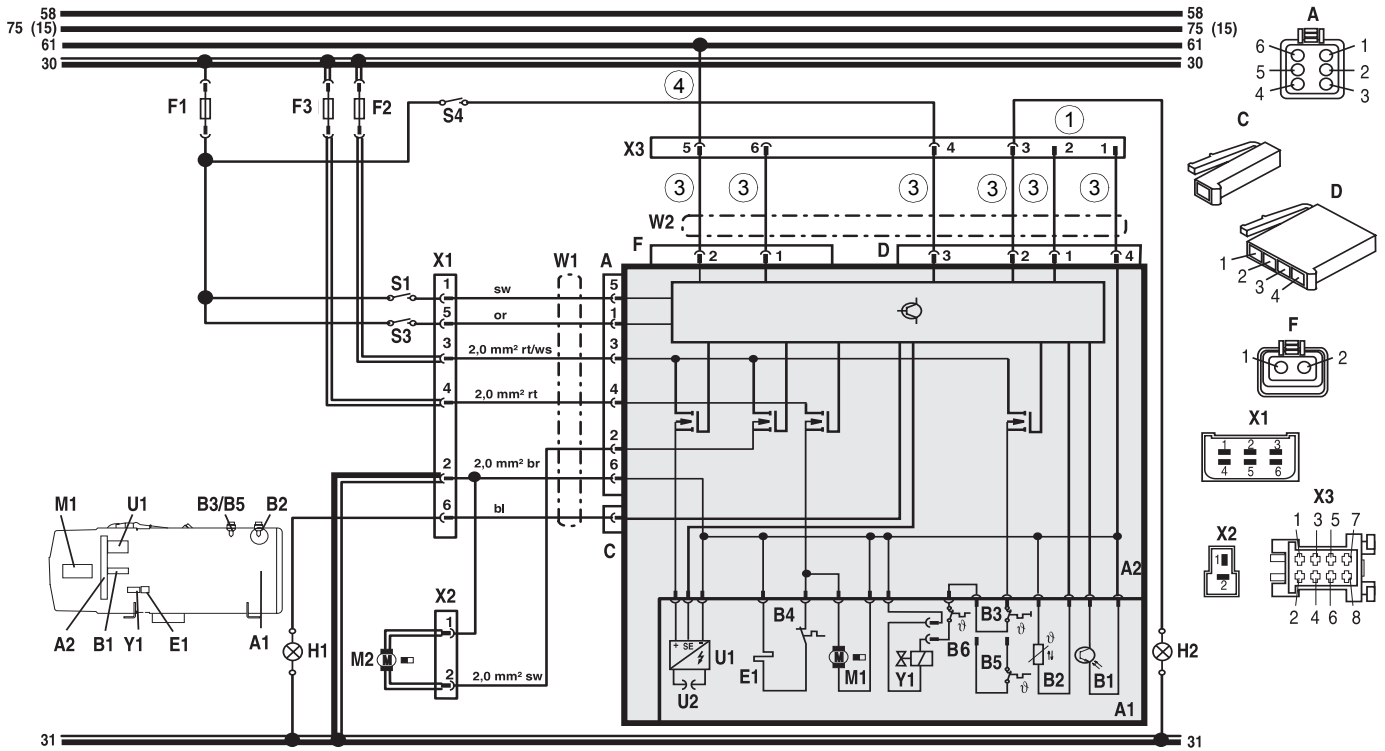 58 58
75 (15) 75 (15)
61 61
30 30
A
6 1
5 2
4 3
F1 F3 F2
S4
4
1
C
X3 5 6 4 3 2 1
3 3 3 3 3 3
D
W2
1
2
3
4
F 2 1 D 3 2 1 4
X1 W1 A
S1 1 sw 5
5 or 1
S3
3 2,0 mm² rt/ws 3
4 2,0 mm² rt 4
2
2 2,0 mm² br 6
6 bl
C
F
1 2
X1
1 2 3
4 5 6
X3
1 3 5 7
2 4 6 8
X2
1
2
M1 U1 B3/B5 B2
A2 B1 Y1 E1 A1
H1
X2
1
M2 M
2 2,0 mm² sw
A2
+ SE -
U1
U2
B4
E1
M
M1
Y1
ϑ
B6
B3 ϑ
B5 ϑ
ϑ
B2
B1
A1
H2
31 31